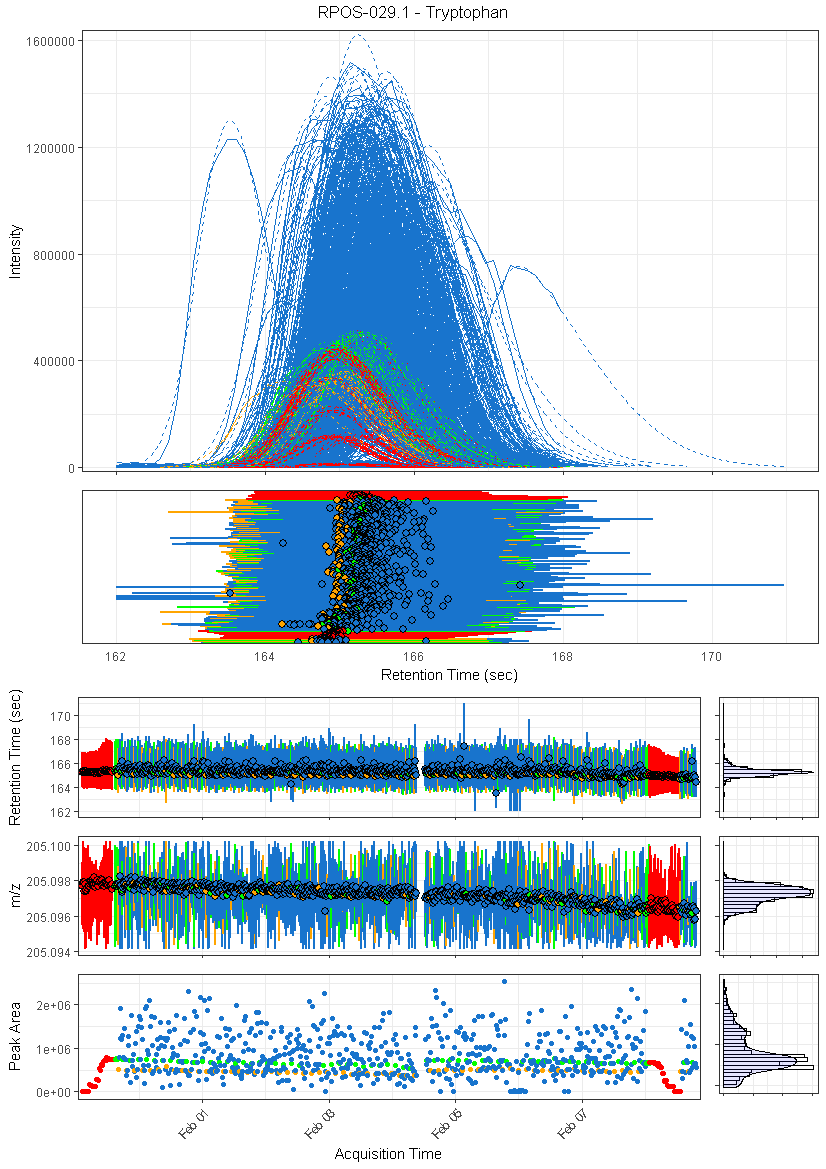 RPOS-029.1 - Tryptophan
1600000
1200000
800000
400000
0
Intensity
162
164
166
168
170
Retention Time (sec)
170
168
166
164
162
Retention Time (sec)
205.100
205.098
205.096
205.094
m/z
2e+06
1e+06
0e+00
Peak Area
Feb 01
Feb 03
Feb 05
Feb 07
Acquisition Time